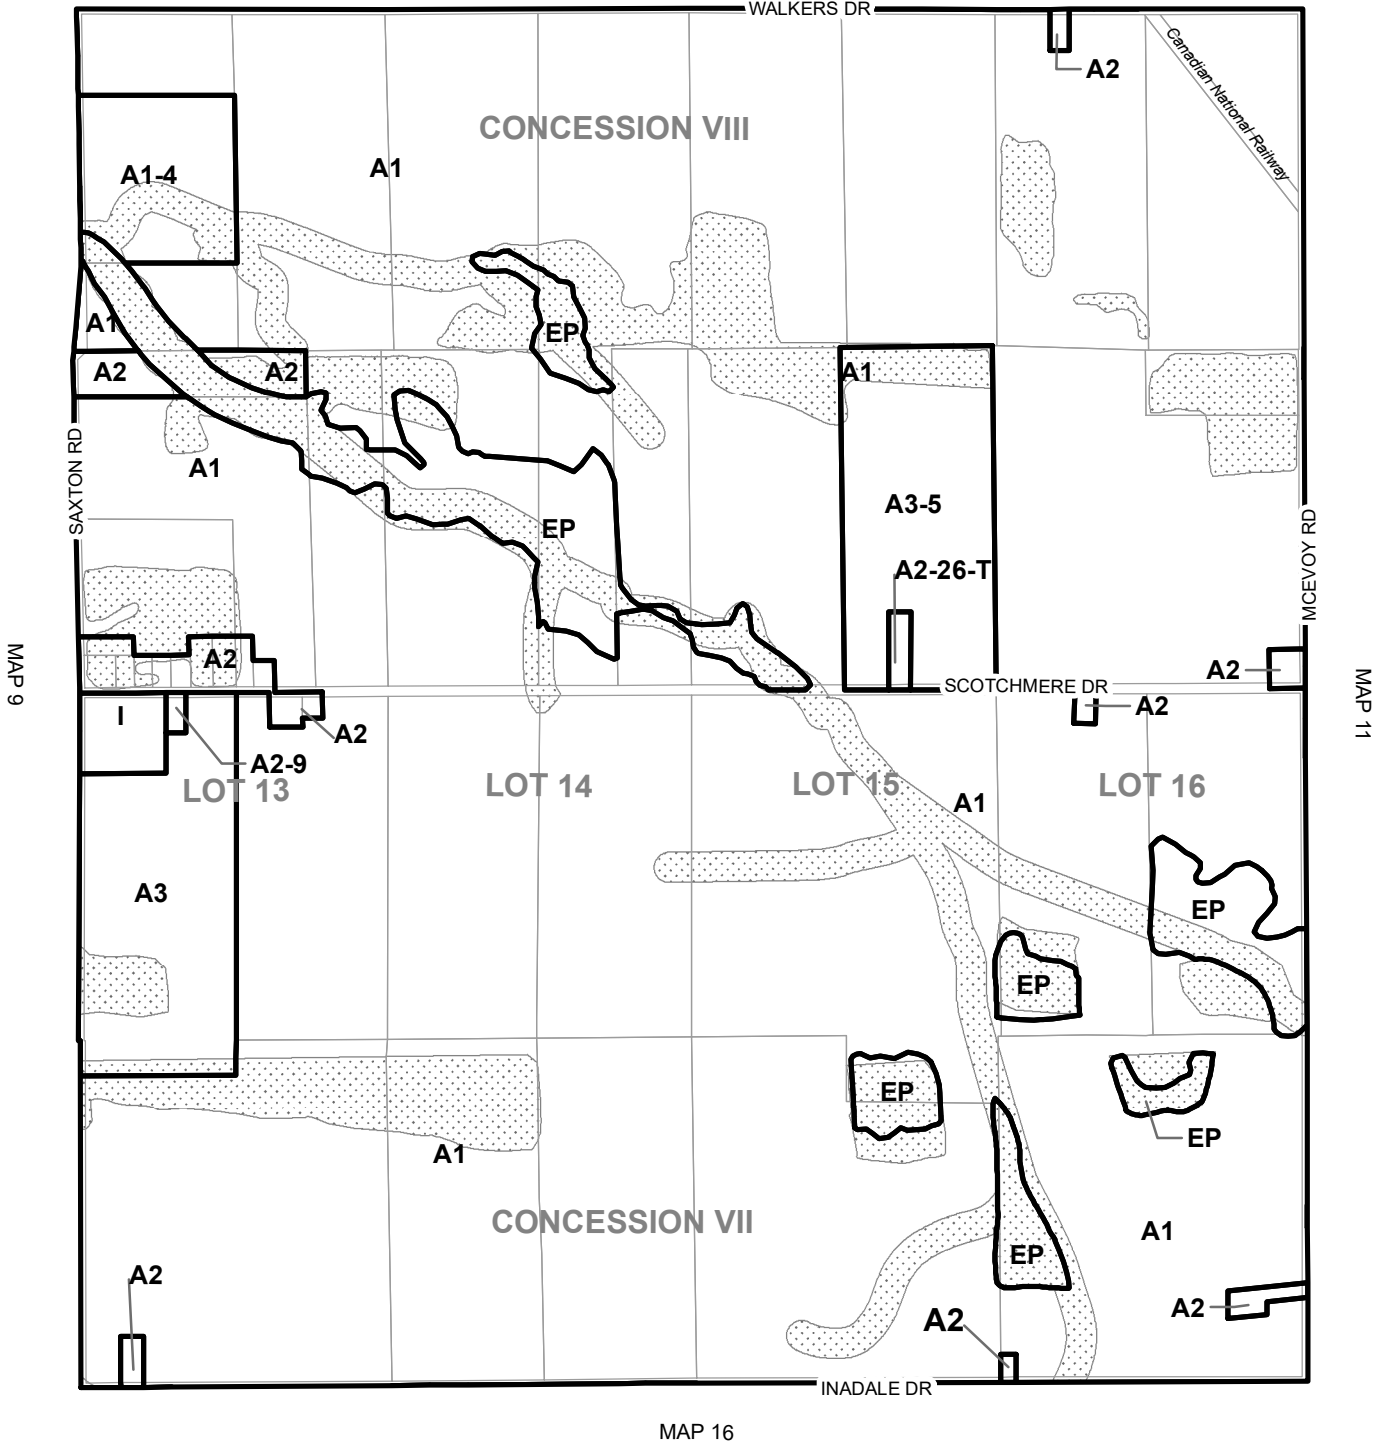 WALKERS DR
A2
Canadian National Railway
CONCESSION VIII
A1
A1-4
A1
EP
A2
A2
A1
SAXTON RD
A1
A3-5
EP
A2-26-T
MCEVOY RD
MAP 9
A2
A2
MAP 11
SCOTCHMERE DR
A2
I
A2
A2-9
LOT 13
LOT 14
LOT 15
LOT 16
A1
A3
EP
EP
EP
EP
A1
CONCESSION VII
A1
EP
A2
A2
A2
INADALE DR
MAP 16